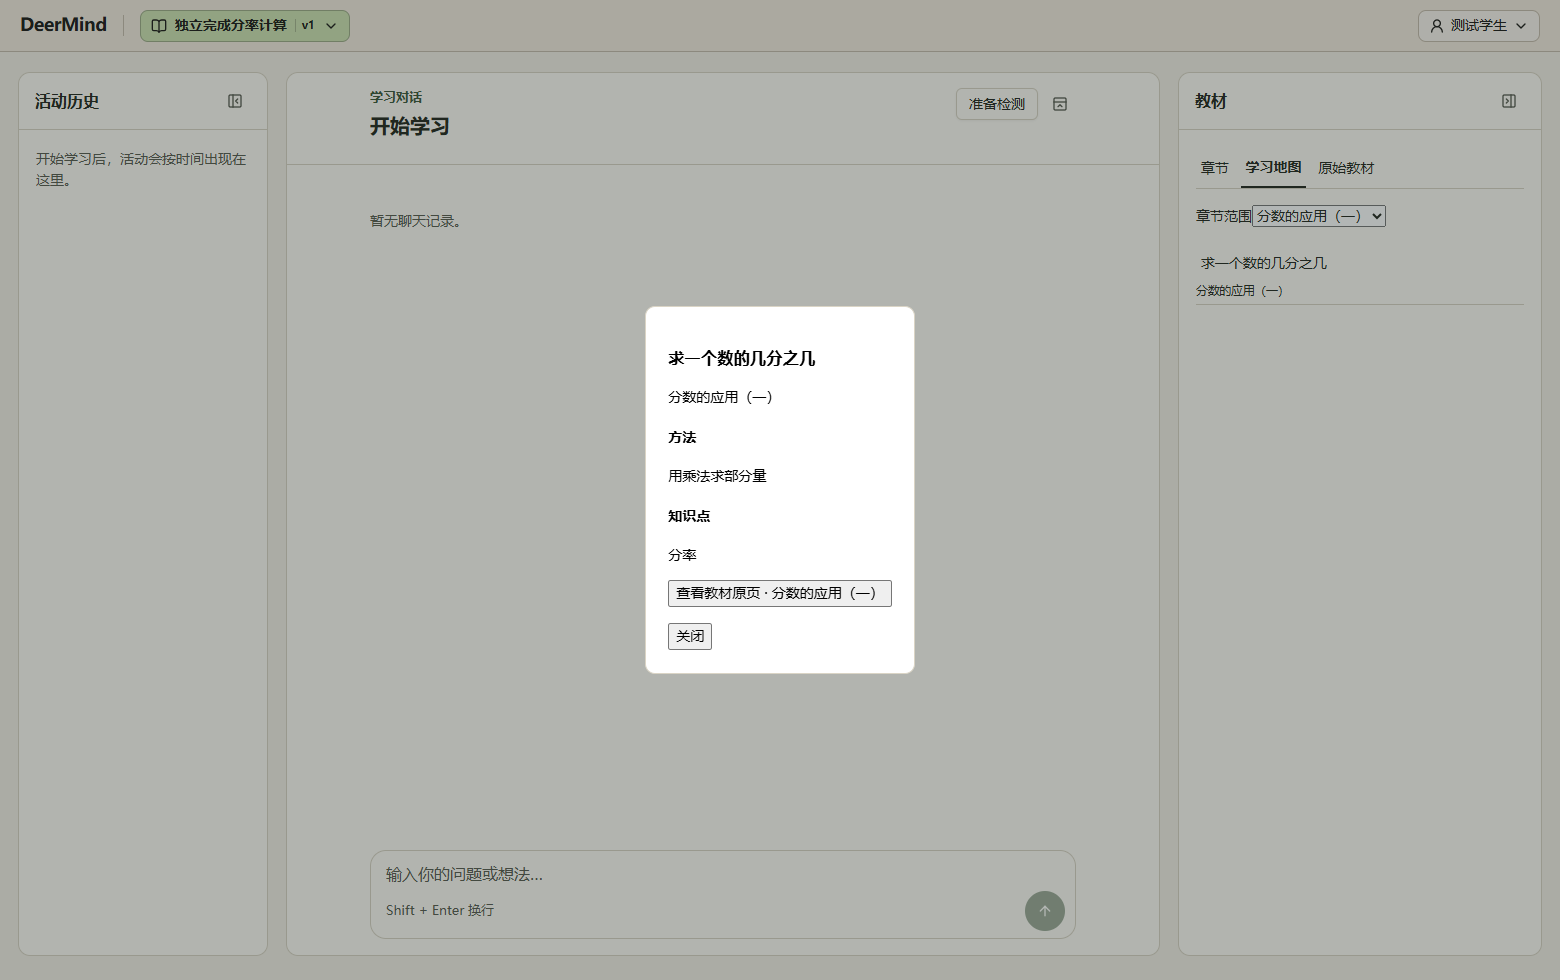 DeerMind
独立完成分率计算 v1
测试学生
活动历史
开始学习后，活动会按时间出现在
这里。
学习对话
开始学习
准备检测
暂无聊天记录。
求一个数的几分之几
分数的应用（一）
方法
用乘法求部分量
知识点
分率
查看教材原页 · 分数的应用（一）
关闭
输入你的问题或想法...
Shift + Enter 换行
教材
章节 学习地图 原始教材
章节范围 分数的应用（一）
求一个数的几分之几
分数的应用（一）